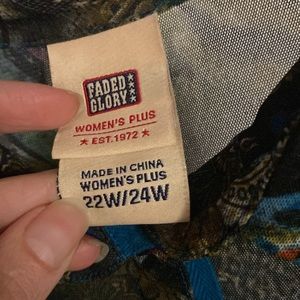 FADED
GLORY
WOMEN'S PLUS
★ EST.1972 ★
MADE IN CHINA
WOMEN'S PLUS
22W/24W